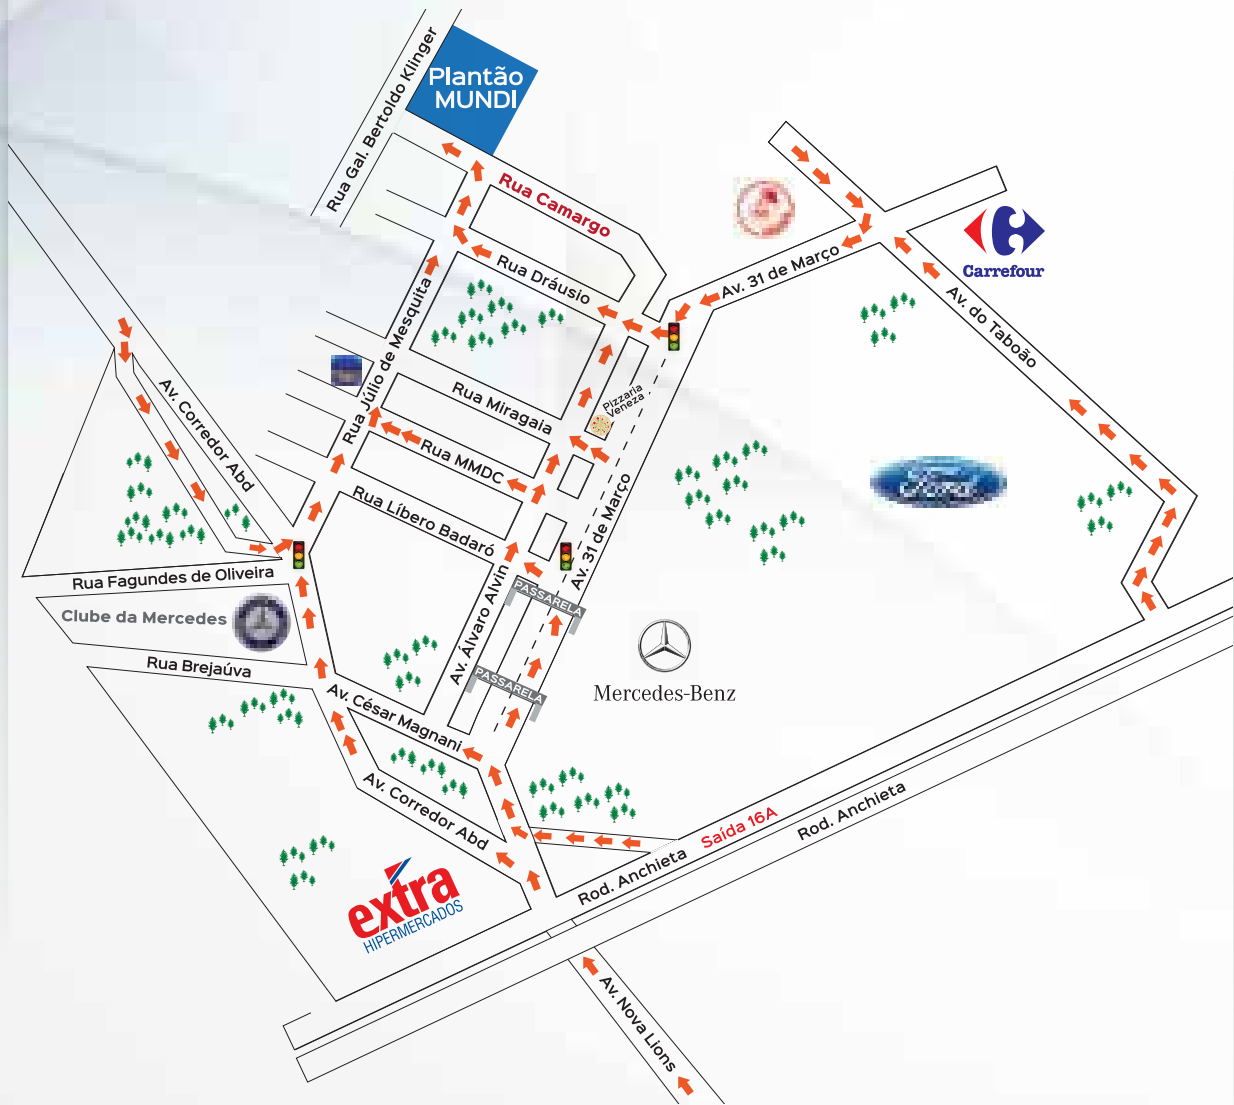 Rua Gal. Bertoldo Klinger
Plantão
MUNDI
Rua Camargo
Carrefour
Av. 31 de Março
Rua Dráusio
Av. do Taboão
Rua Júlio de Mesquita
Pizzaria
Veneza
Rua Miragaia
Av. Corredor Abd
Rua MMDC
Ford
Rua Líbero Badaró
Av. 31 de Março
Rua Fagundes de Oliveira
PASSARELA
Clube da Mercedes
Av. Álvaro Alvin
Rua Brejaúva
PASSARELA
Mercedes-Benz
Av. César Magnani
Av. Corredor Abd
Saída 16A
Rod. Anchieta
Rod. Anchieta
extra
HIPERMERCADOS
Av. Nova Lions